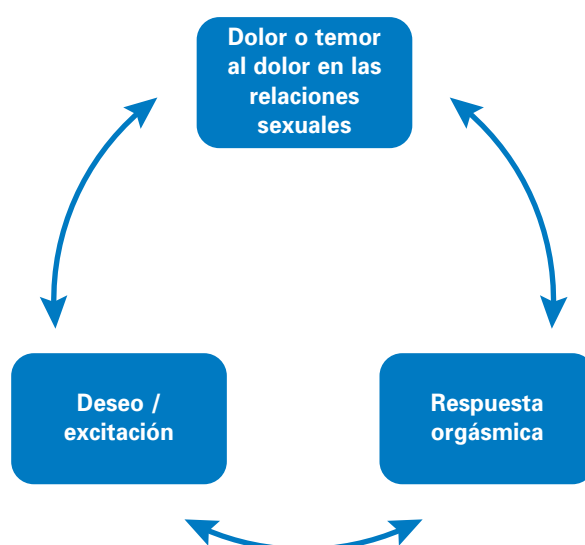 Dolor o temor
al dolor en las
relaciones
sexuales
Deseo /
excitación
Respuesta
orgásmica